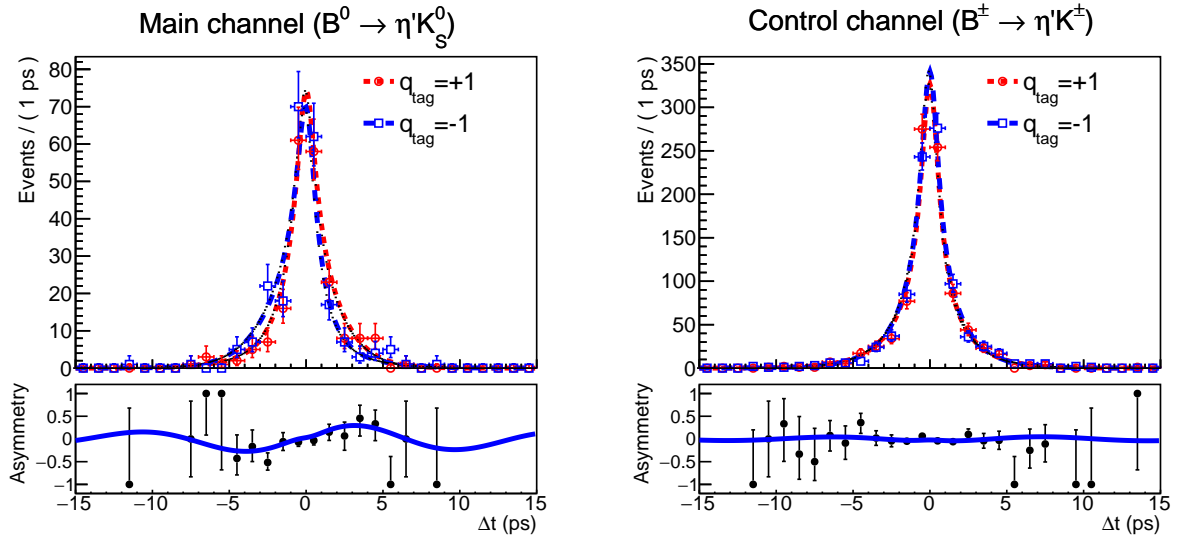 Main channel (B⁰ → η'K⁰_S)
Events / ( 1 ps )
80
70
60
50
40
30
20
10
0
q_tag=+1
q_tag=-1
Asymmetry
1
0.5
0
−0.5
−1
−15 −10 −5 0 5 10 15
Δt (ps)
Control channel (B± → η'K±)
Events / ( 1 ps )
350
300
250
200
150
100
50
0
q_tag=+1
q_tag=-1
Asymmetry
1
0.5
0
−0.5
−1
−15 −10 −5 0 5 10 15
Δt (ps)